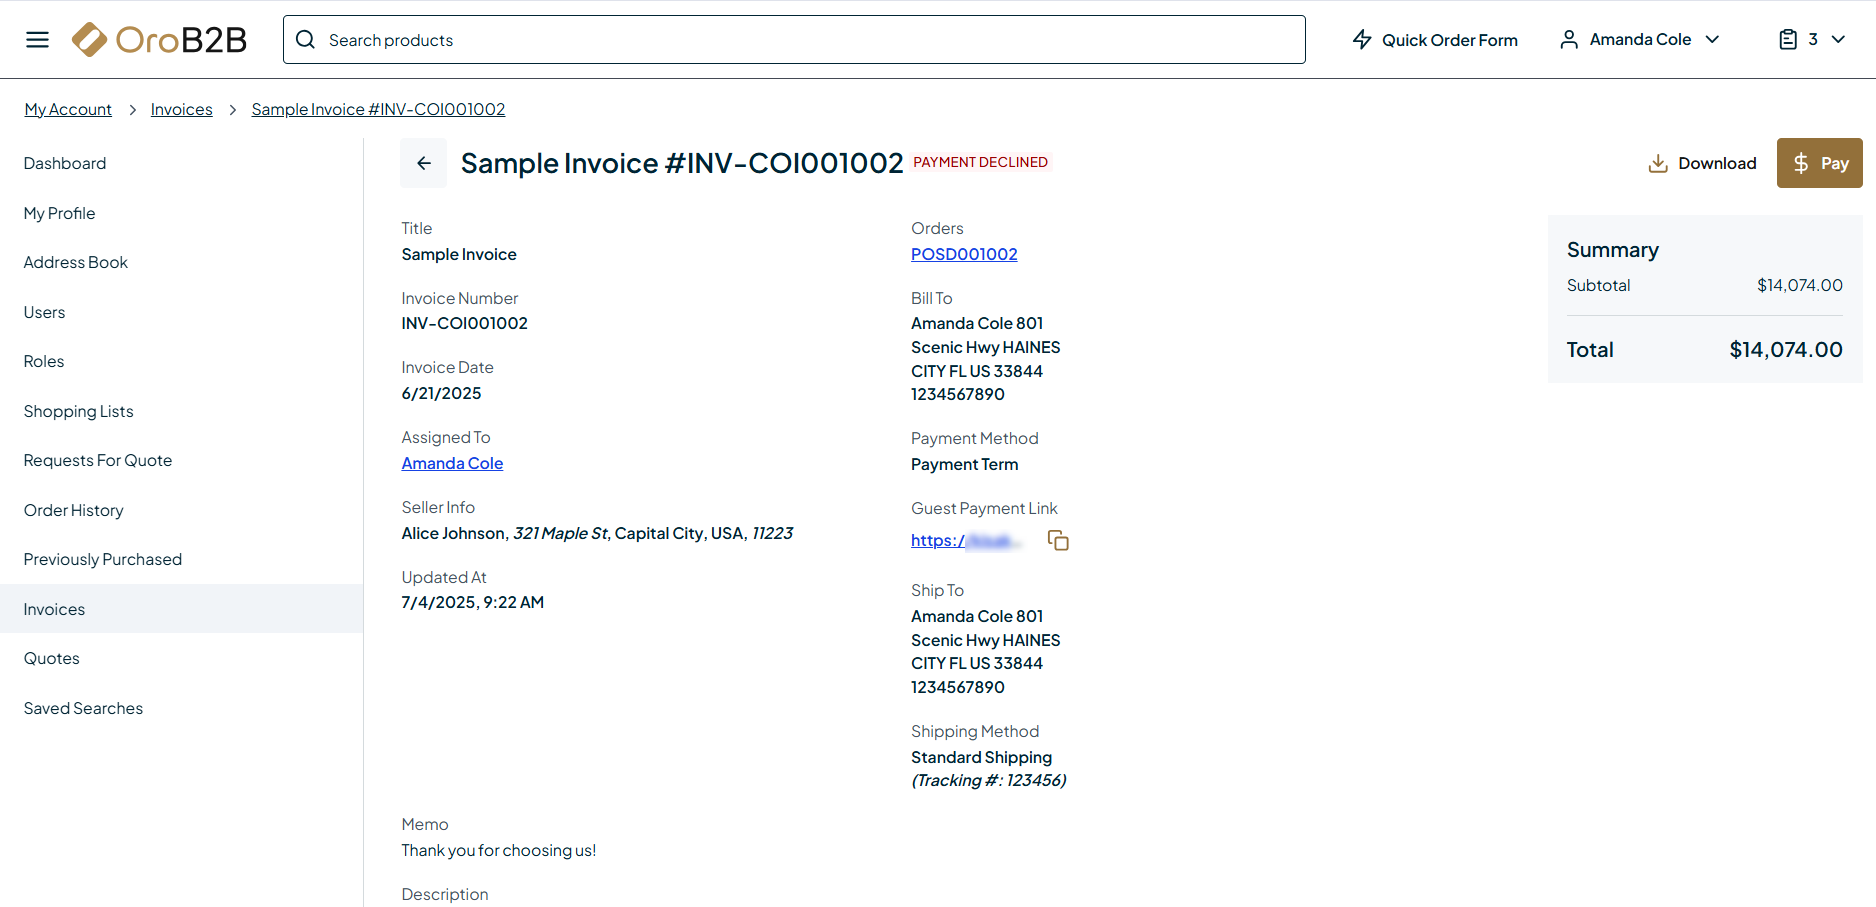 OroB2B
Search products
Quick Order Form
Amanda Cole
3
My Account
Invoices
Sample Invoice #INV-COI001002
Dashboard
My Profile
Address Book
Users
Roles
Shopping Lists
Requests For Quote
Order History
Previously Purchased
Invoices
Quotes
Saved Searches
Sample Invoice #INV-COI001002
PAYMENT DECLINED
Download
$ Pay
Title
Sample Invoice
Invoice Number
INV-COI001002
Invoice Date
6/21/2025
Assigned To
Amanda Cole
Seller Info
Alice Johnson, 321 Maple St, Capital City, USA, 11223
Updated At
7/4/2025, 9:22 AM
Orders
POSD001002
Bill To
Amanda Cole 801
Scenic Hwy HAINES
CITY FL US 33844
1234567890
Payment Method
Payment Term
Guest Payment Link
https:/
Ship To
Amanda Cole 801
Scenic Hwy HAINES
CITY FL US 33844
1234567890
Shipping Method
Standard Shipping
(Tracking #: 123456)
Memo
Thank you for choosing us!
Description
Summary
Subtotal $14,074.00
Total $14,074.00